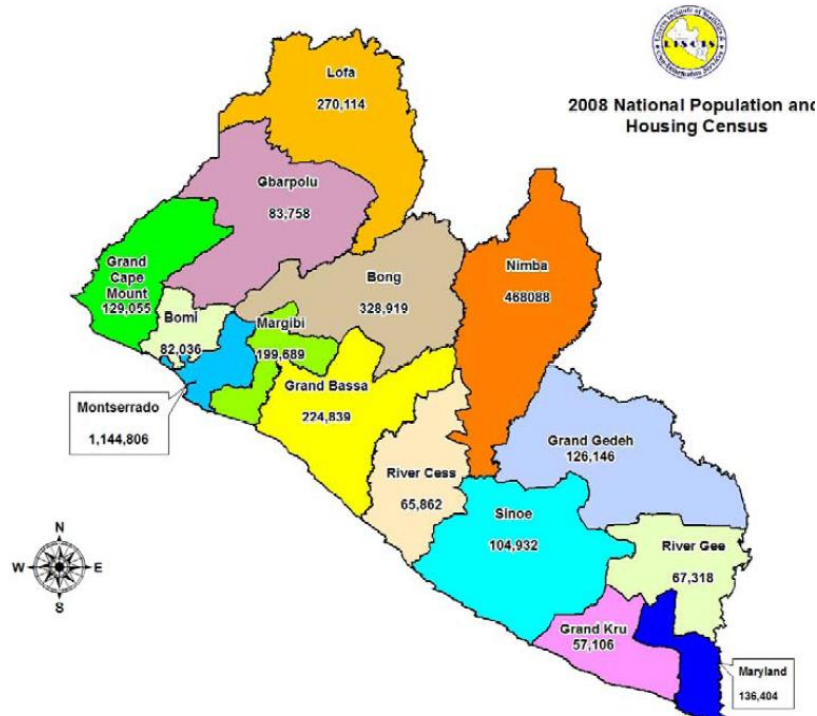 2008 National Population and
Housing Census
Lofa
270,114
Gbarpolu
83,758
Grand
Cape
Mount
129,055
Bomi
82,036
Margibi
199,689
Bong
328,919
Nimba
468088
Montserrado
1,144,806
Grand Bassa
224,839
River Cess
65,862
Grand Gedeh
126,146
Sinoe
104,932
River Gee
67,318
Grand Kru
57,106
Maryland
136,404
N
W
E
S
LISGIS